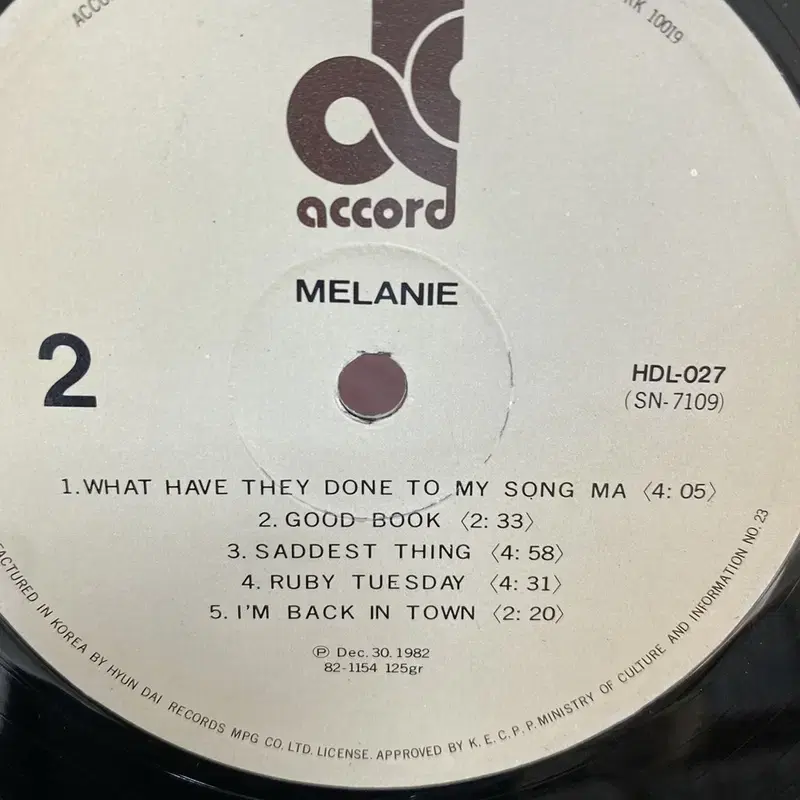 RK 10019
accord
MELANIE
2
HDL-027
(SN-7109)
1.WHAT HAVE THEY DONE TO MY SONG MA 〈4: 05〉
2. GOOD BOOK 〈2: 33〉
3. SADDEST THING 〈4: 58〉
4. RUBY TUESDAY 〈4: 31〉
5. I'M BACK IN TOWN 〈2: 20〉
Ⓟ Dec. 30. 1982
82-1154 125gr
FACTURED IN KOREA BY HYUN DAI RECORDS MPG CO. LTD. LICENSE. APPROVED BY K. E. C. P. P. MINISTRY OF CULTURE AND INFORMATION NO. 23